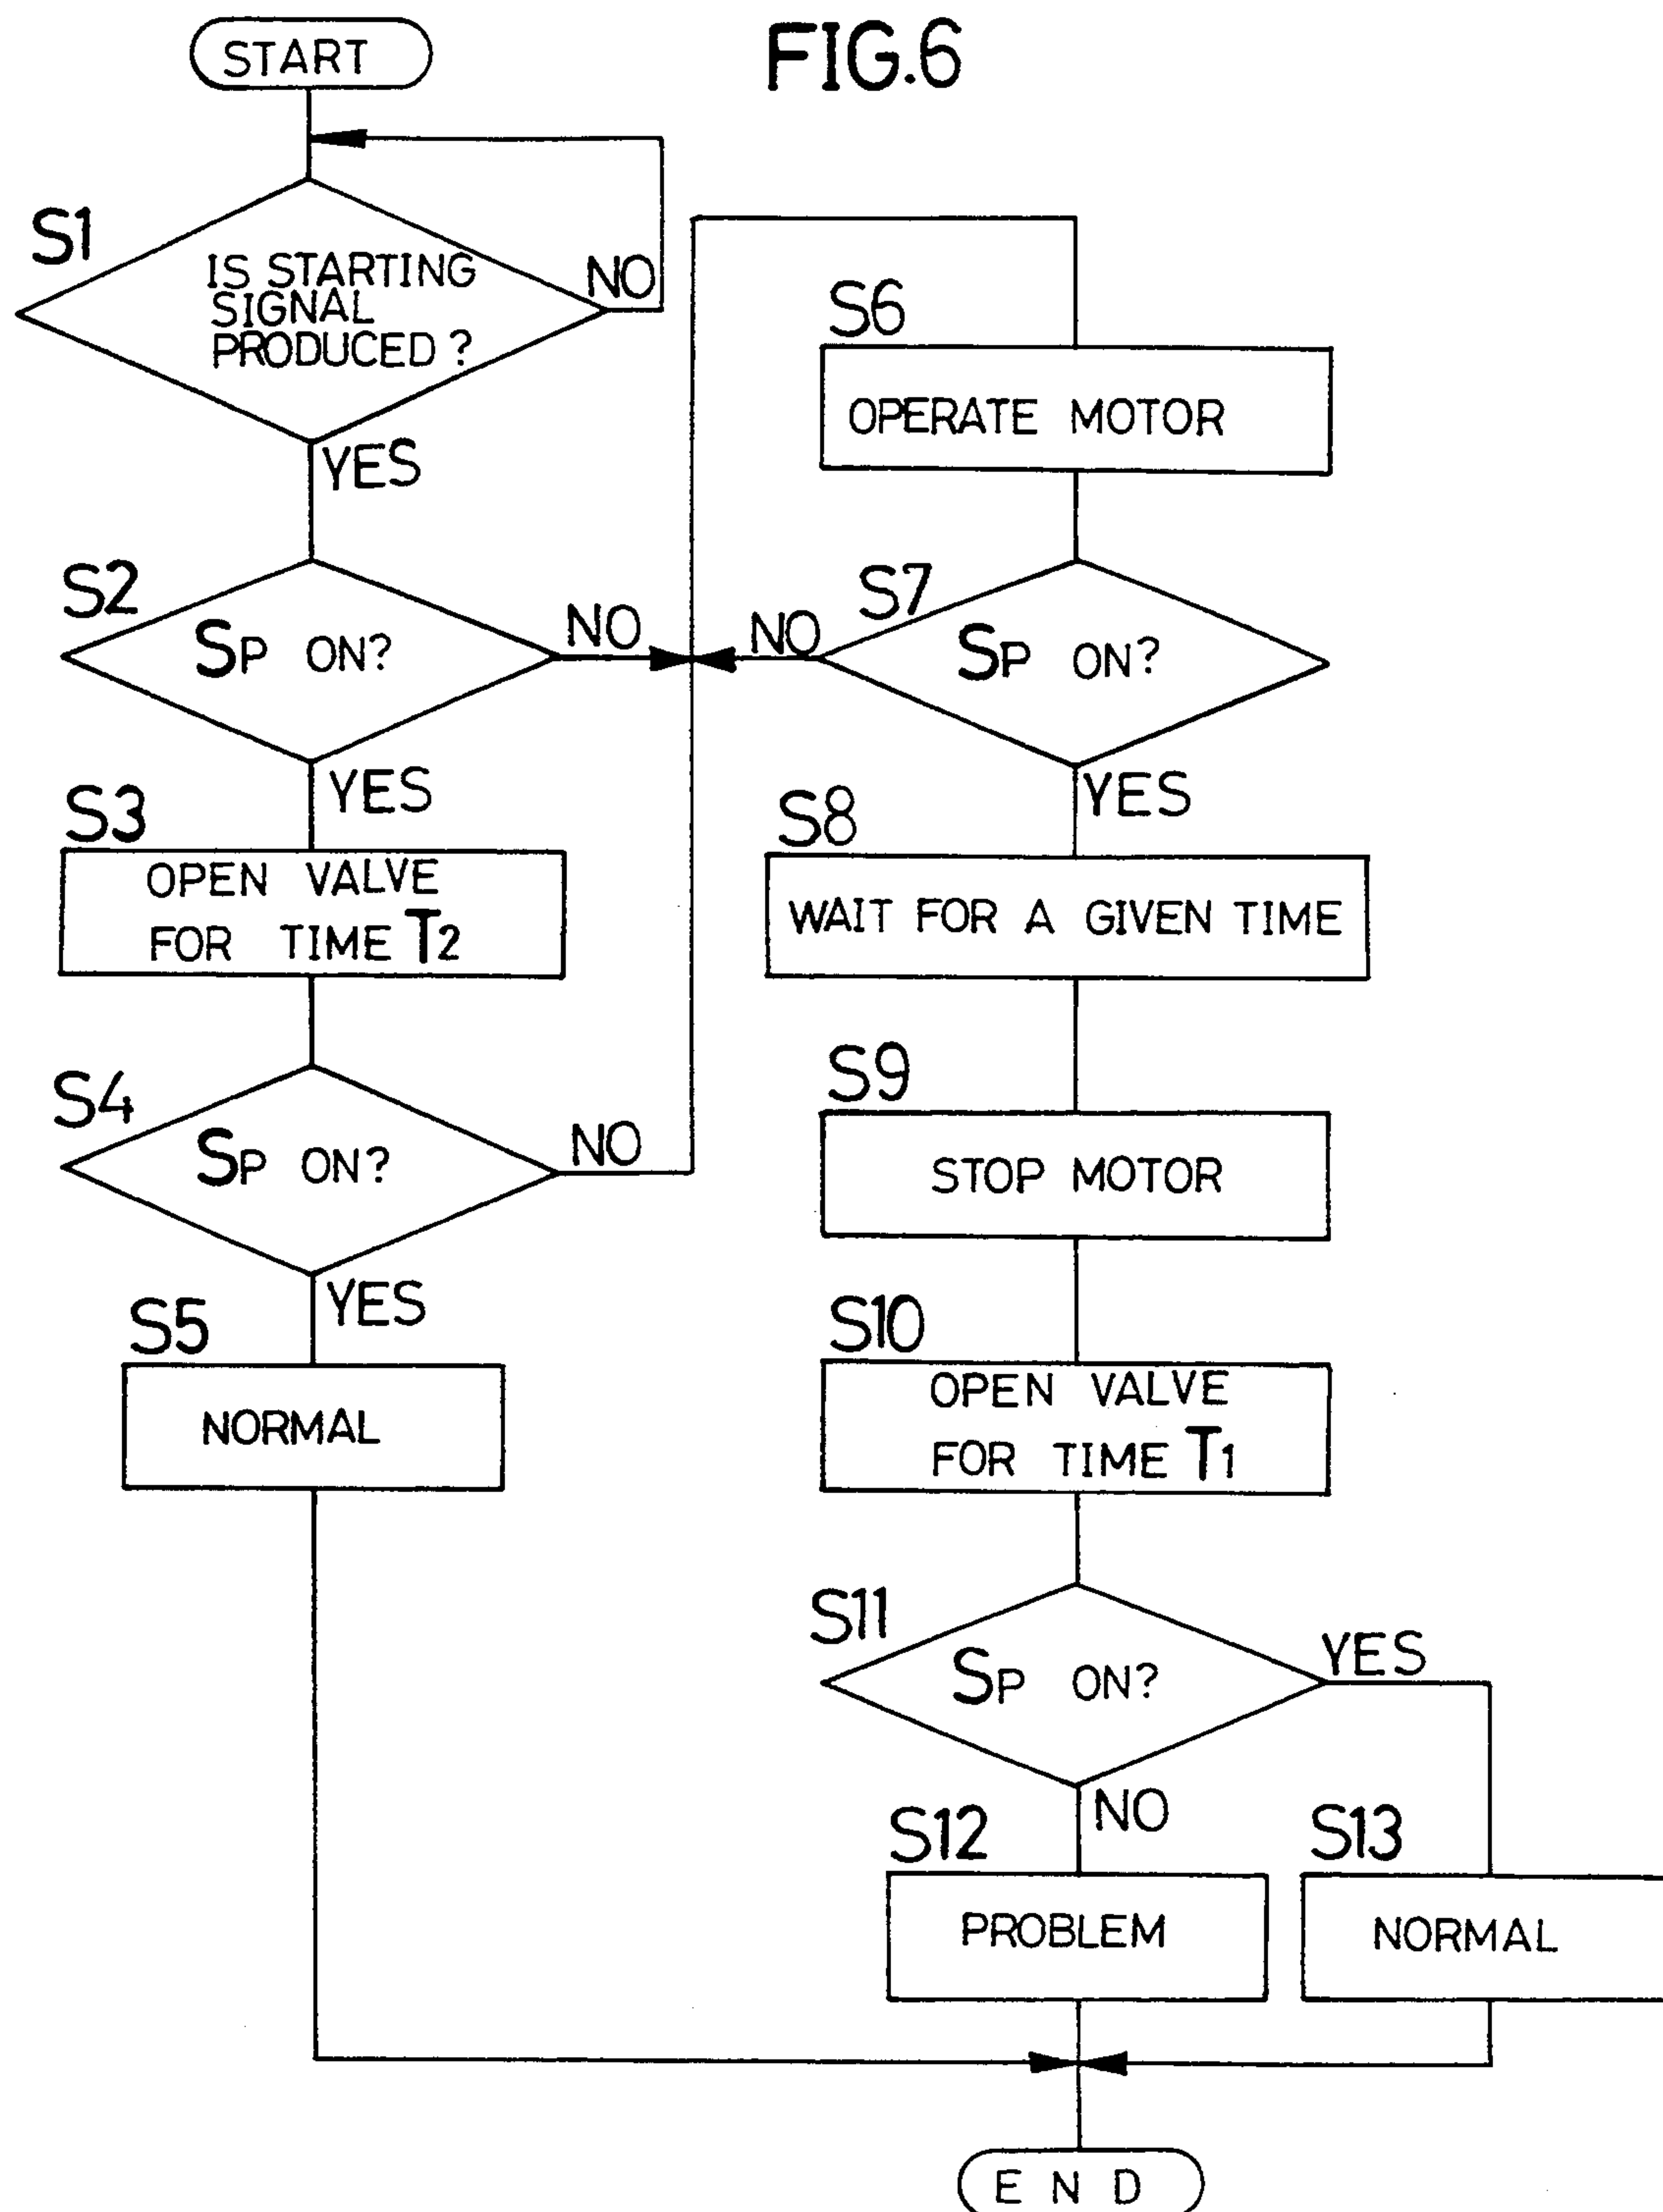 FIG.6
START
S1
IS STARTING
SIGNAL
PRODUCED ?
NO
YES
S2
SP ON?
NO
YES
S3
OPEN VALVE
FOR TIME T2
S4
SP ON?
NO
YES
S5
NORMAL
S6
OPERATE MOTOR
S7
SP ON?
NO
YES
S8
WAIT FOR A GIVEN TIME
S9
STOP MOTOR
S10
OPEN VALVE
FOR TIME T1
S11
SP ON?
YES
NO
S12
PROBLEM
S13
NORMAL
END